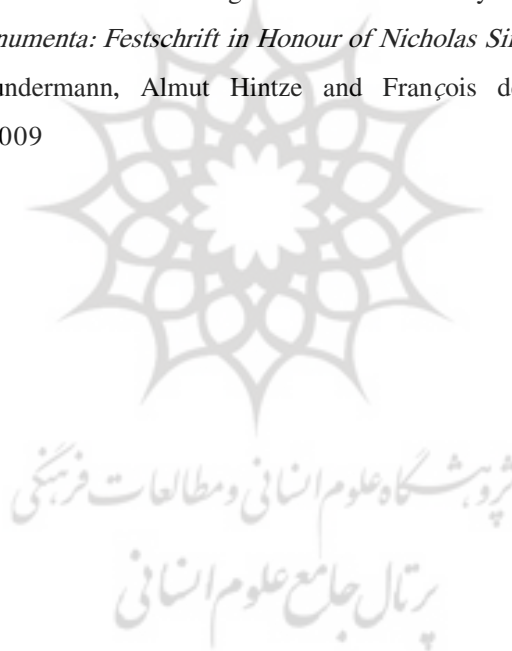 numenta: Festschrift in Honour of Nicholas Si
undermann, Almut Hintze and François d
009
پژوهشگاه علوم انسانی و مطالعات فرهنگی
پرتال جامع علوم انسانی